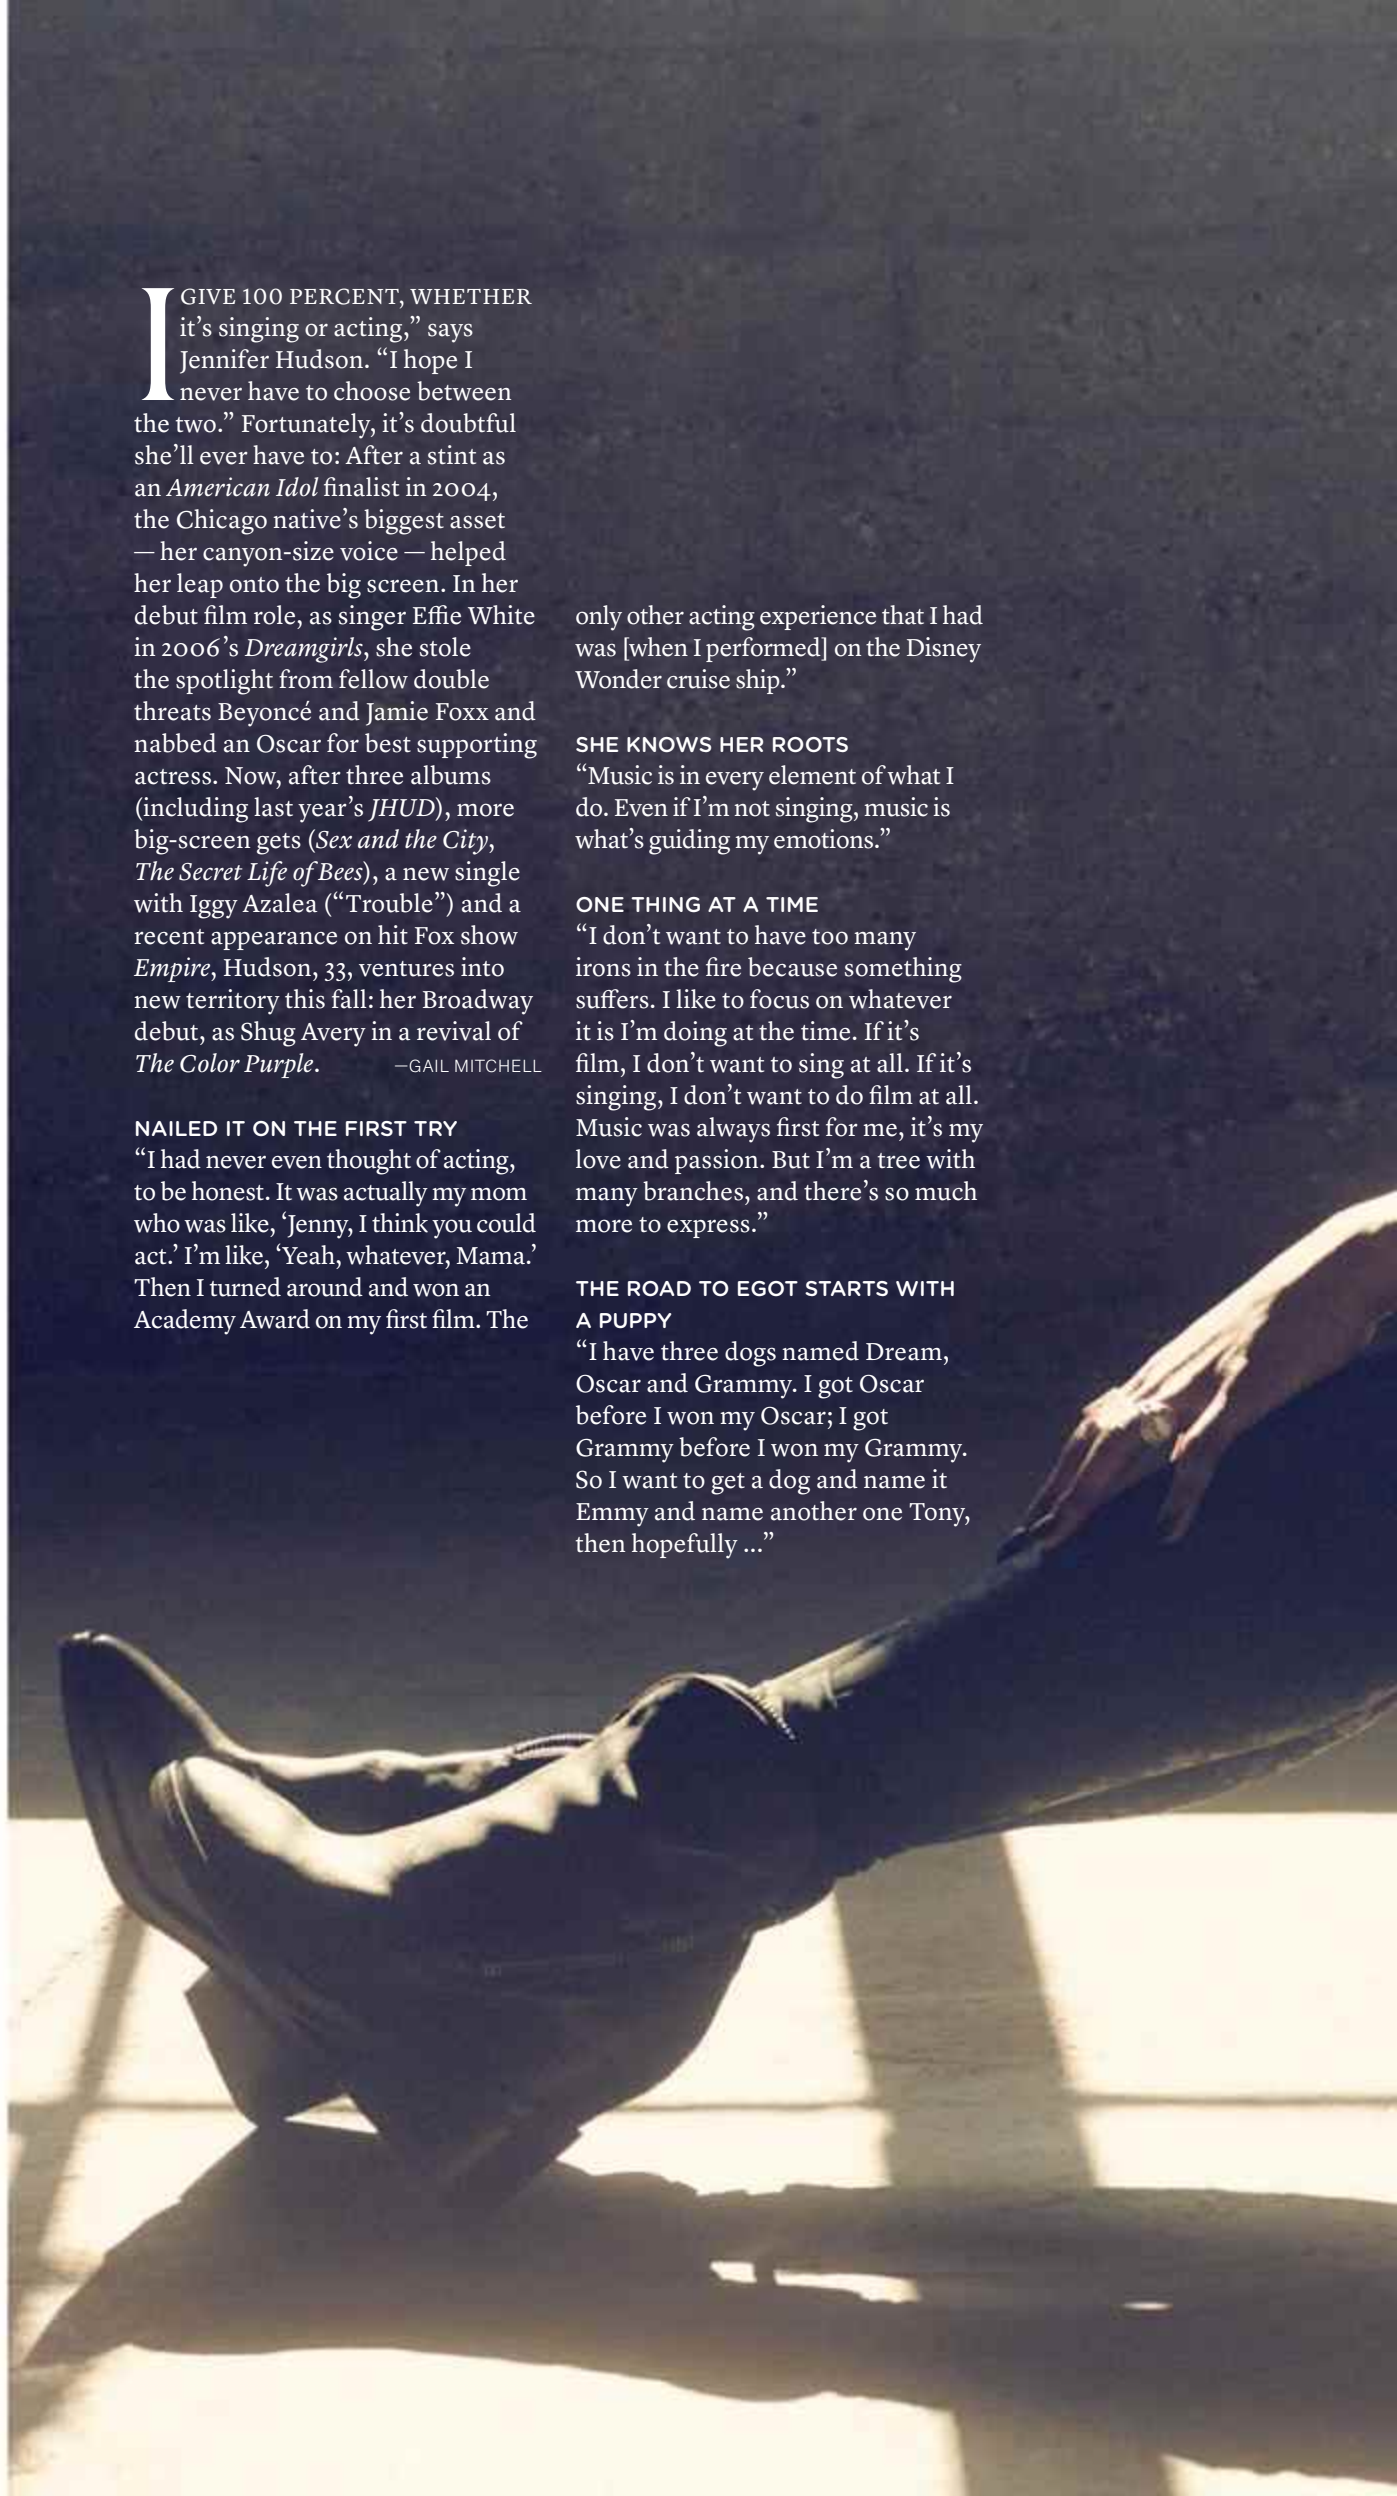 I GIVE 100 PERCENT, WHETHER
it’s singing or acting,” says
Jennifer Hudson. “I hope I
never have to choose between
the two.” Fortunately, it’s doubtful
she’ll ever have to: After a stint as
an American Idol finalist in 2004,
the Chicago native’s biggest asset
— her canyon-size voice — helped
her leap onto the big screen. In her
debut film role, as singer Effie White
in 2006’s Dreamgirls, she stole
the spotlight from fellow double
threats Beyoncé and Jamie Foxx and
nabbed an Oscar for best supporting
actress. Now, after three albums
(including last year’s JHUD), more
big-screen gets (Sex and the City,
The Secret Life of Bees), a new single
with Iggy Azalea (“Trouble”) and a
recent appearance on hit Fox show
Empire, Hudson, 33, ventures into
new territory this fall: her Broadway
debut, as Shug Avery in a revival of
The Color Purple. —GAIL MITCHELL
NAILED IT ON THE FIRST TRY
“I had never even thought of acting,
to be honest. It was actually my mom
who was like, ‘Jenny, I think you could
act.’ I’m like, ‘Yeah, whatever, Mama.’
Then I turned around and won an
Academy Award on my first film. The
only other acting experience that I had
was [when I performed] on the Disney
Wonder cruise ship.”
SHE KNOWS HER ROOTS
“Music is in every element of what I
do. Even if I’m not singing, music is
what’s guiding my emotions.”
ONE THING AT A TIME
“I don’t want to have too many
irons in the fire because something
suffers. I like to focus on whatever
it is I’m doing at the time. If it’s
film, I don’t want to sing at all. If it’s
singing, I don’t want to do film at all.
Music was always first for me, it’s my
love and passion. But I’m a tree with
many branches, and there’s so much
more to express.”
THE ROAD TO EGOT STARTS WITH
A PUPPY
“I have three dogs named Dream,
Oscar and Grammy. I got Oscar
before I won my Oscar; I got
Grammy before I won my Grammy.
So I want to get a dog and name it
Emmy and name another one Tony,
then hopefully ...”